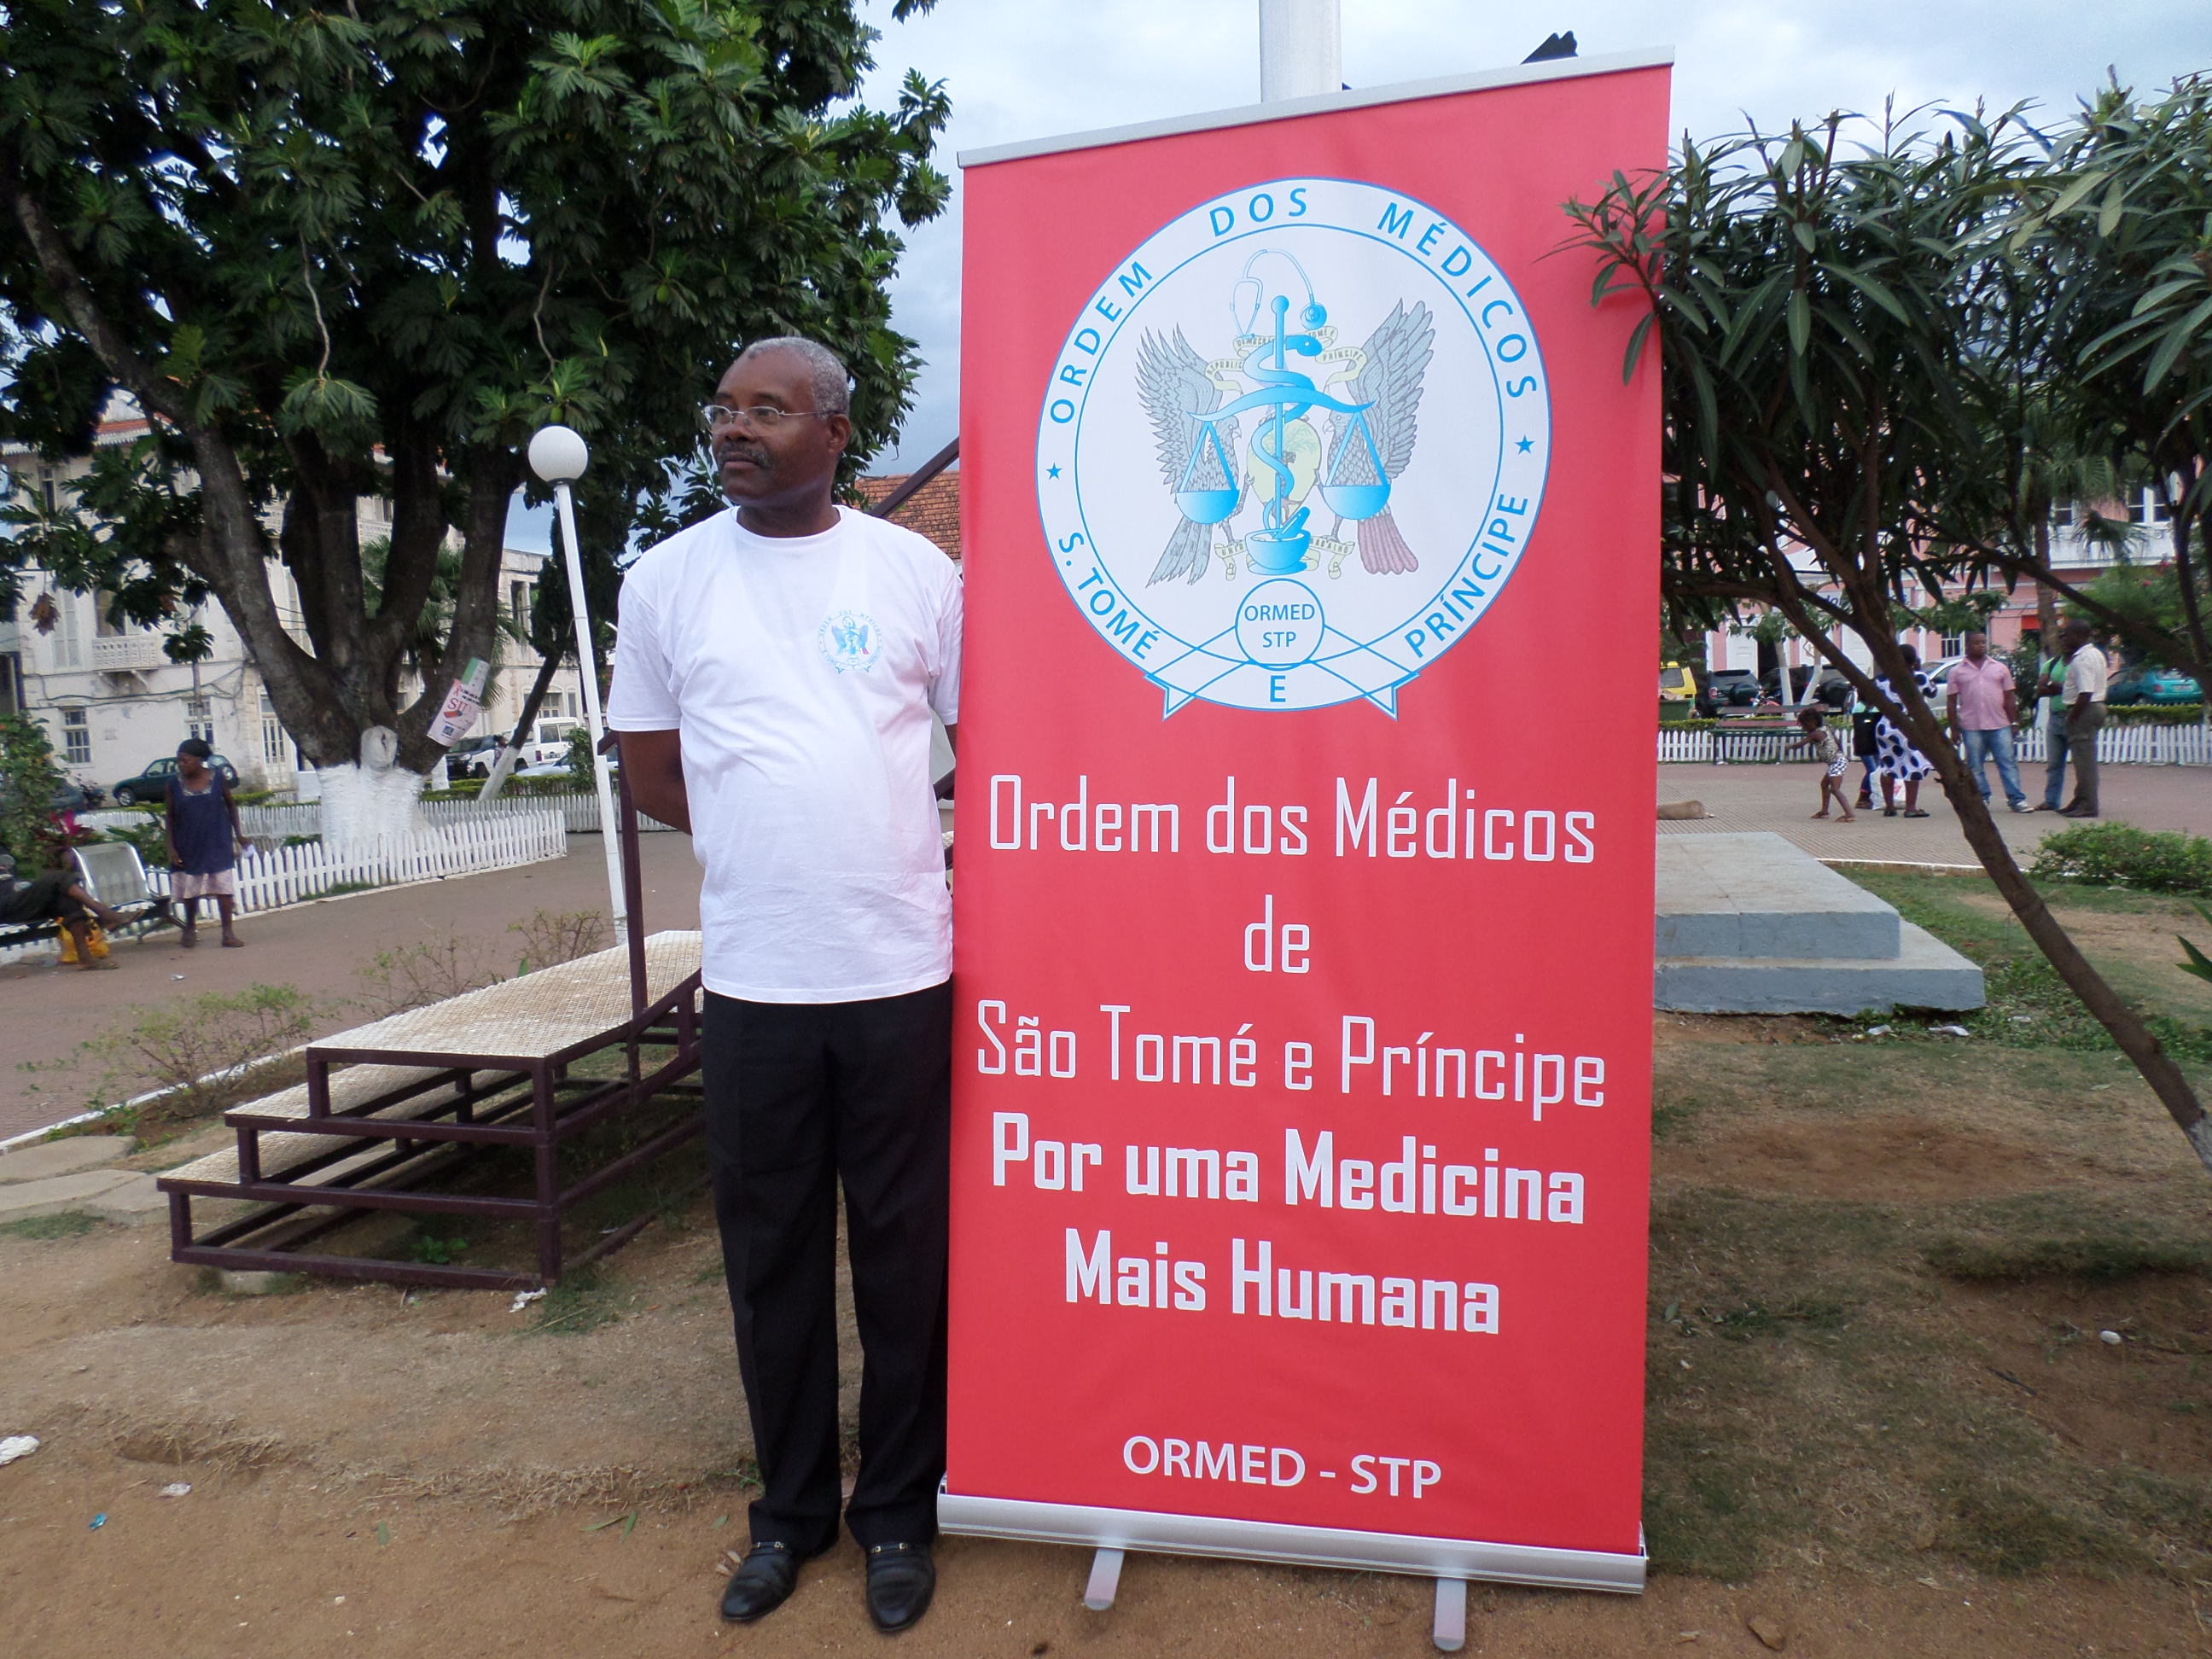 ORDEM DOS MÉDICOS
S. TOMÉ E PRÍNCIPE
ORMED
STP
Ordem dos Médicos
de
São Tomé e Príncipe
Por uma Medicina
Mais Humana
ORMED - STP